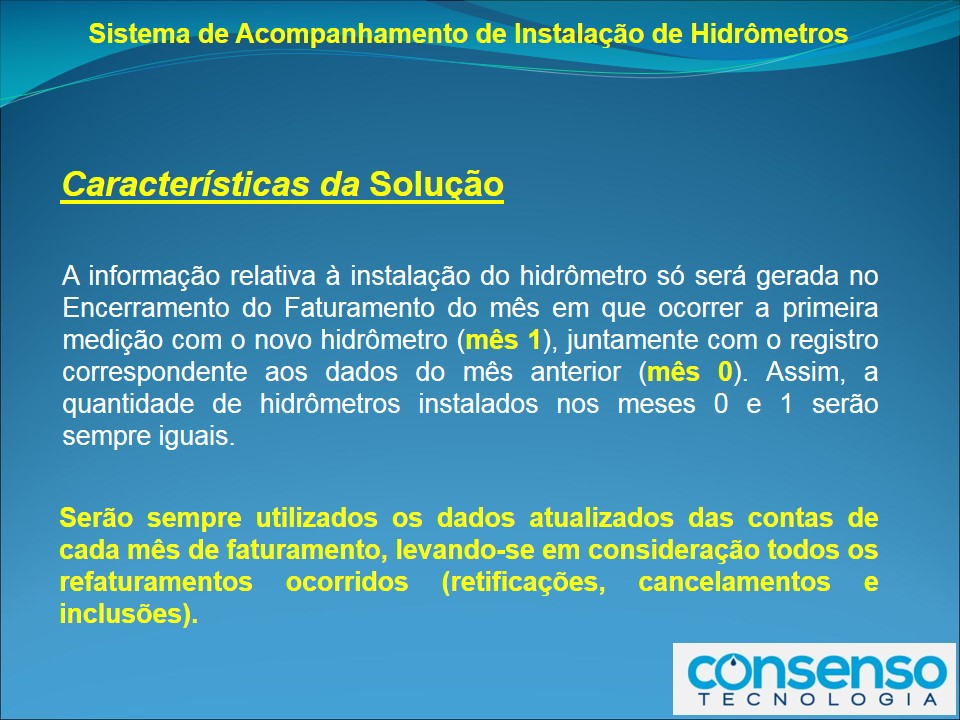 Sistema de Acompanhamento de Instalação de Hidrômetros
Características da Solução
A informação relativa à instalação do hidrômetro só será gerada no
Encerramento do Faturamento do mês em que ocorrer a primeira
medição com o novo hidrômetro (mês 1), juntamente com o registro
correspondente aos dados do mês anterior (mês 0). Assim, a
quantidade de hidrômetros instalados nos meses 0 e 1 serão
sempre iguais.
Serão sempre utilizados os dados atualizados das contas de
cada mês de faturamento, levando-se em consideração todos os
refaturamentos ocorridos (retificações, cancelamentos e
inclusões).
consenso
TECNOLOGIA